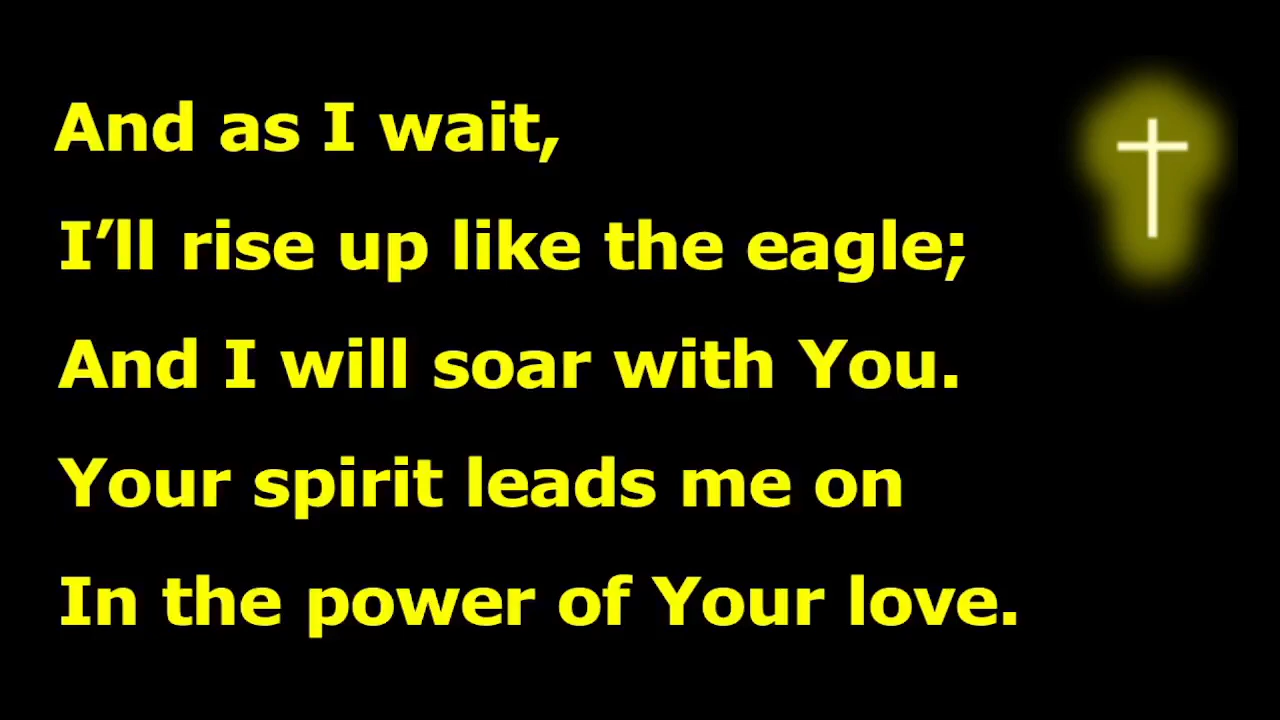 And as I wait,
I’ll rise up like the eagle;
And I will soar with You.
Your spirit leads me on
In the power of Your love.